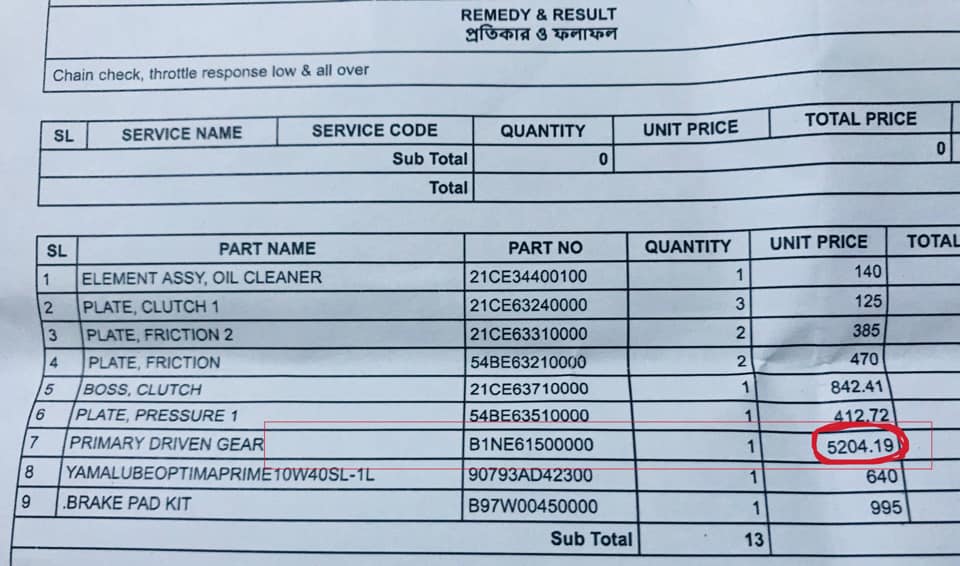 REMEDY & RESULT
প্রতিকার ও ফলাফল
Chain check, throttle response low & all over
SL SERVICE NAME SERVICE CODE QUANTITY UNIT PRICE TOTAL PRICE
Sub Total 0 0
Total
SL PART NAME PART NO QUANTITY UNIT PRICE TOTAL
1 ELEMENT ASSY, OIL CLEANER 21CE34400100 1 140
2 PLATE, CLUTCH 1 21CE63240000 3 125
3 PLATE, FRICTION 2 21CE63310000 2 385
4 PLATE, FRICTION 54BE63210000 2 470
5 BOSS, CLUTCH 21CE63710000 1 842.41
6 PLATE, PRESSURE 1 54BE63510000 1 412.72
7 PRIMARY DRIVEN GEAR B1NE61500000 1 5204.19
8 YAMALUBEOPTIMAPRIME10W40SL-1L 90793AD42300 1 640
9 .BRAKE PAD KIT B97W00450000 1 995
Sub Total 13